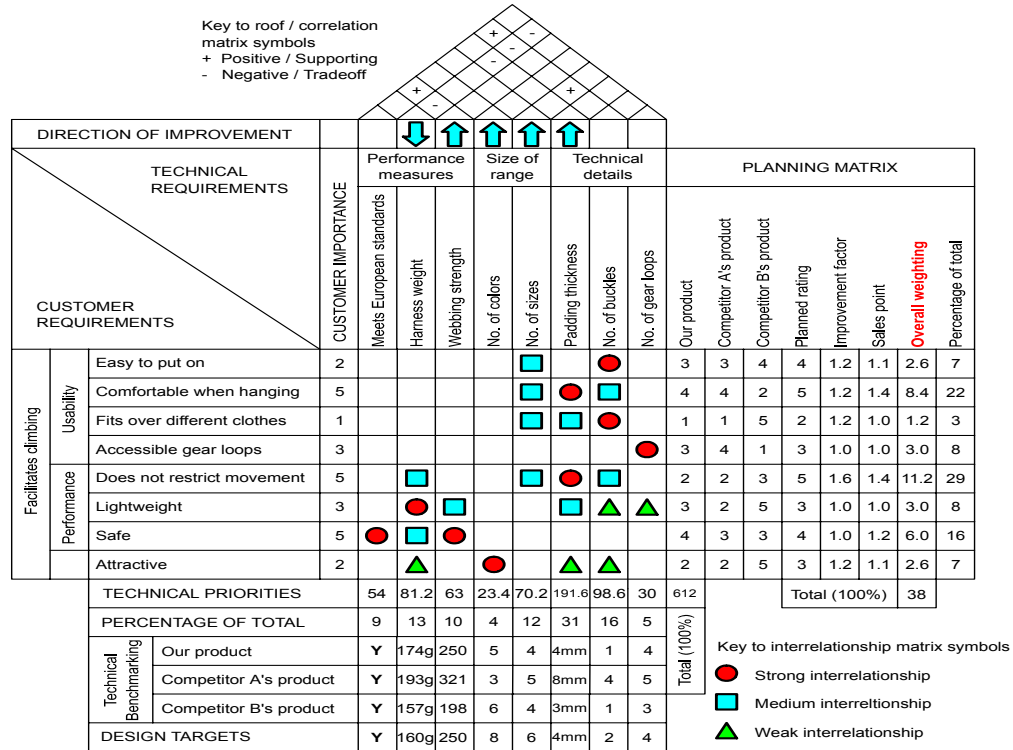 Key to roof / correlation
matrix symbols
+ Positive / Supporting
- Negative / Tradeoff
+ -
-
-
+ +
-
DIRECTION OF IMPROVEMENT
TECHNICAL
REQUIREMENTS
CUSTOMER
REQUIREMENTS
CUSTOMER IMPORTANCE
Performance
measures
Size of
range
Technical
details
PLANNING MATRIX
Meets European standards
Harness weight
Webbing strength
No. of colors
No. of sizes
Padding thickness
No. of buckles
No. of gear loops
Our product
Competitor A's product
Competitor B's product
Planned rating
Improvement factor
Sales point
Overall weighting
Percentage of total
Facilitates climbing
Usability
Performance
Easy to put on 2 3 3 4 4 1.2 1.1 2.6 7
Comfortable when hanging 5 4 4 2 5 1.2 1.4 8.4 22
Fits over different clothes 1 1 1 5 2 1.2 1.0 1.2 3
Accessible gear loops 3 3 4 1 3 1.0 1.0 3.0 8
Does not restrict movement 5 2 2 3 5 1.6 1.4 11.2 29
Lightweight 3 3 2 5 3 1.0 1.0 3.0 8
Safe 5 4 3 3 4 1.0 1.2 6.0 16
Attractive 2 2 2 5 3 1.2 1.1 2.6 7
TECHNICAL PRIORITIES 54 81.2 63 23.4 70.2 191.6 98.6 30 612 Total (100%) 38
PERCENTAGE OF TOTAL 9 13 10 4 12 31 16 5
Total (100%)
Technical
Benchmarking
Our product Y 174g 250 5 4 4mm 1 4
Competitor A's product Y 193g 321 3 5 8mm 4 5
Competitor B's product Y 157g 198 6 4 3mm 1 3
DESIGN TARGETS Y 160g 250 8 6 4mm 2 4
Key to interrelationship matrix symbols
Strong interrelationship
Medium interreltionship
Weak interrelationship